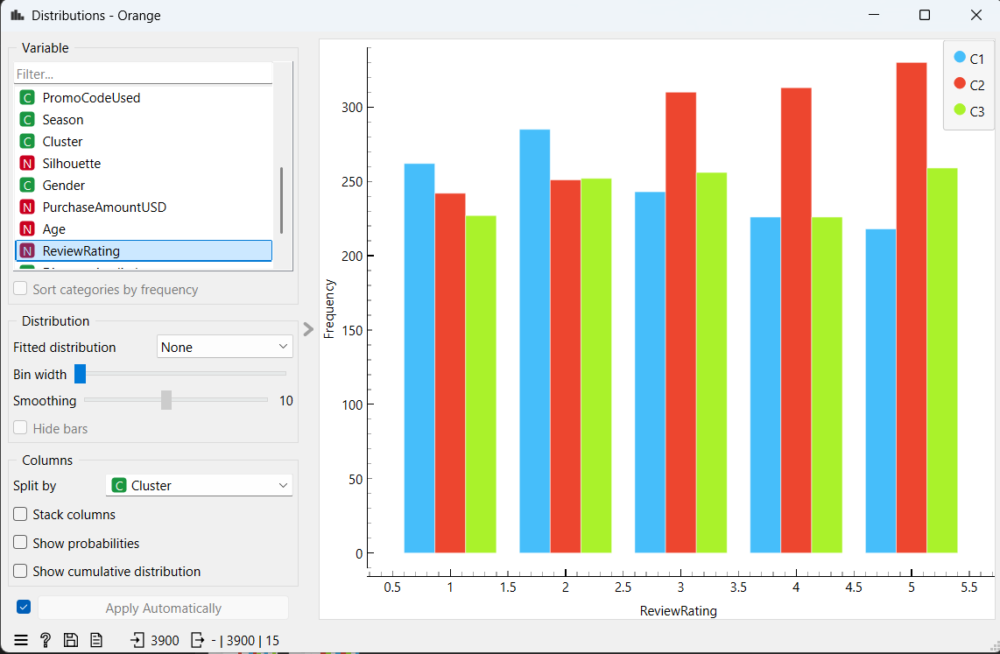 Distributions - Orange
Variable
Filter...
C PromoCodeUsed
C Season
C Cluster
N Silhouette
C Gender
N PurchaseAmountUSD
N Age
N ReviewRating
Sort categories by frequency
Distribution
Fitted distribution None
Bin width
Smoothing 10
Hide bars
Columns
Split by C Cluster
Stack columns
Show probabilities
Show cumulative distribution
Apply Automatically
? 3900 - | 3900 | 15
C1
C2
C3
Frequency
300
250
200
150
100
50
0
0.5 1 1.5 2 2.5 3 3.5 4 4.5 5 5.5
ReviewRating